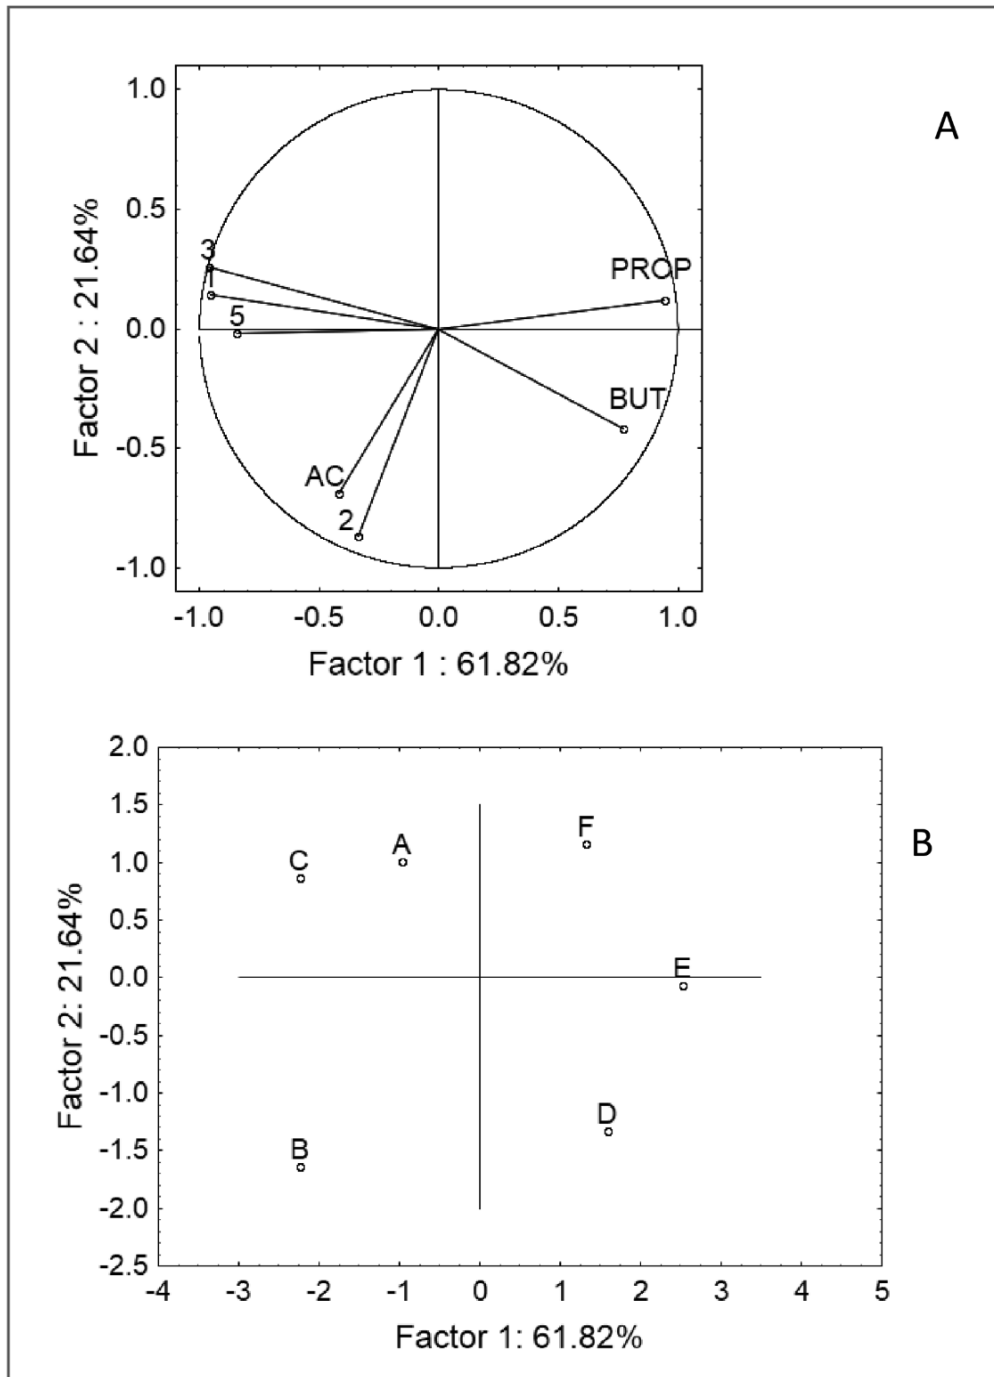 A
1.0
0.5
0.0
-0.5
-1.0
Factor 2 : 21.64%
3
1
5
AC
2
PROP
BUT
-1.0 -0.5 0.0 0.5 1.0
Factor 1 : 61.82%
B
2.0
1.5
1.0
0.5
0.0
-0.5
-1.0
-1.5
-2.0
-2.5
Factor 2: 21.64%
C
A
F
E
D
B
-4 -3 -2 -1 0 1 2 3 4 5
Factor 1: 61.82%